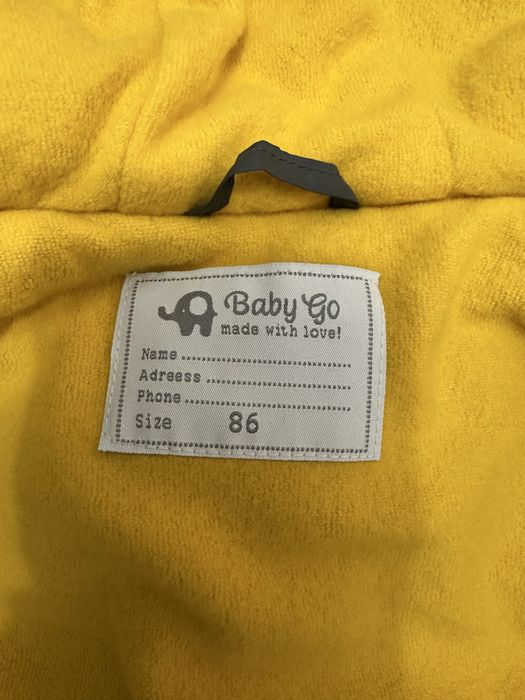 Baby Go
made with love!
Name..............................
Adreess..........................
Phone..............................
Size 86